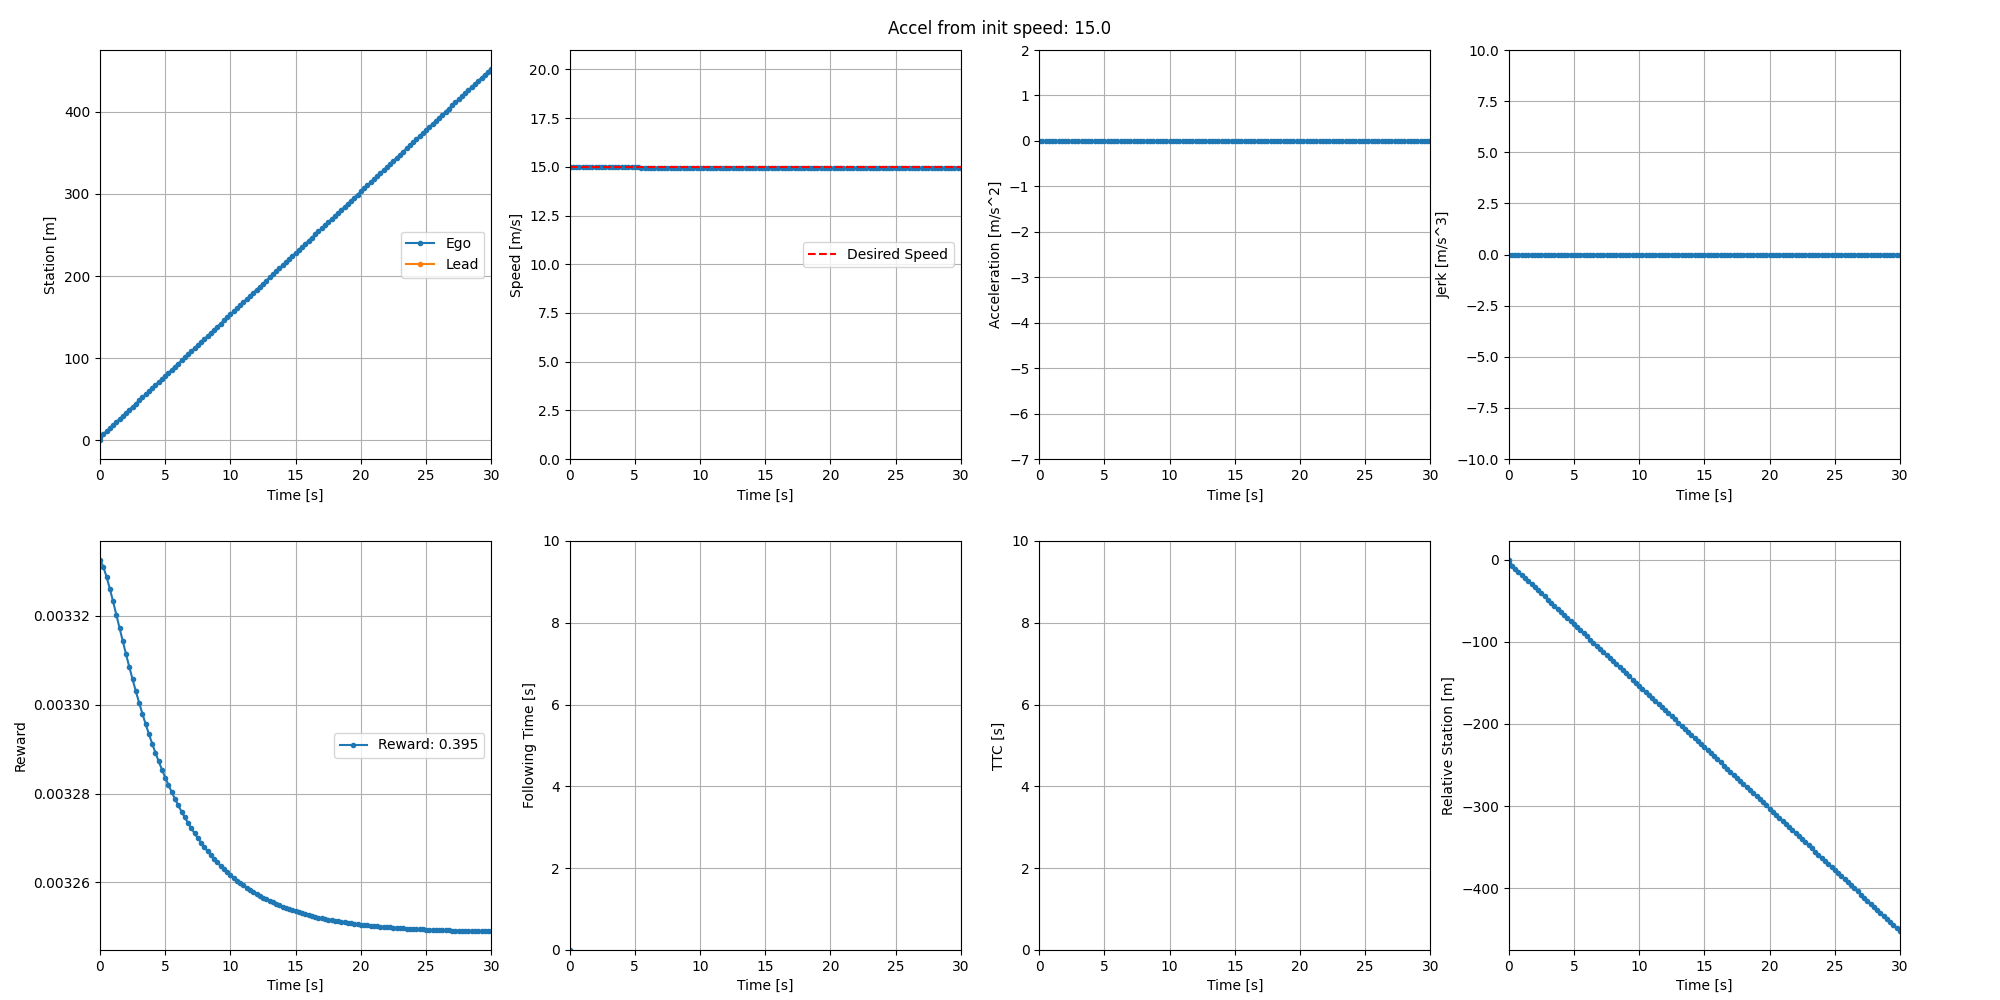 Accel from init speed: 15.0
Station [m]
400
300
200
100
0
Ego
Lead
0 5 10 15 20 25 30
Time [s]
Speed [m/s]
20.0
17.5
15.0
12.5
10.0
7.5
5.0
2.5
0.0
Desired Speed
0 5 10 15 20 25 30
Time [s]
Acceleration [m/s^2]
2
1
0
−1
−2
−3
−4
−5
−6
−7
0 5 10 15 20 25 30
Time [s]
Jerk [m/s^3]
10.0
7.5
5.0
2.5
0.0
−2.5
−5.0
−7.5
−10.0
0 5 10 15 20 25 30
Time [s]
Reward
0.00332
0.00330
0.00328
0.00326
Reward: 0.395
0 5 10 15 20 25 30
Time [s]
Following Time [s]
10
8
6
4
2
0
0 5 10 15 20 25 30
Time [s]
TTC [s]
10
8
6
4
2
0
0 5 10 15 20 25 30
Time [s]
Relative Station [m]
0
−100
−200
−300
−400
0 5 10 15 20 25 30
Time [s]